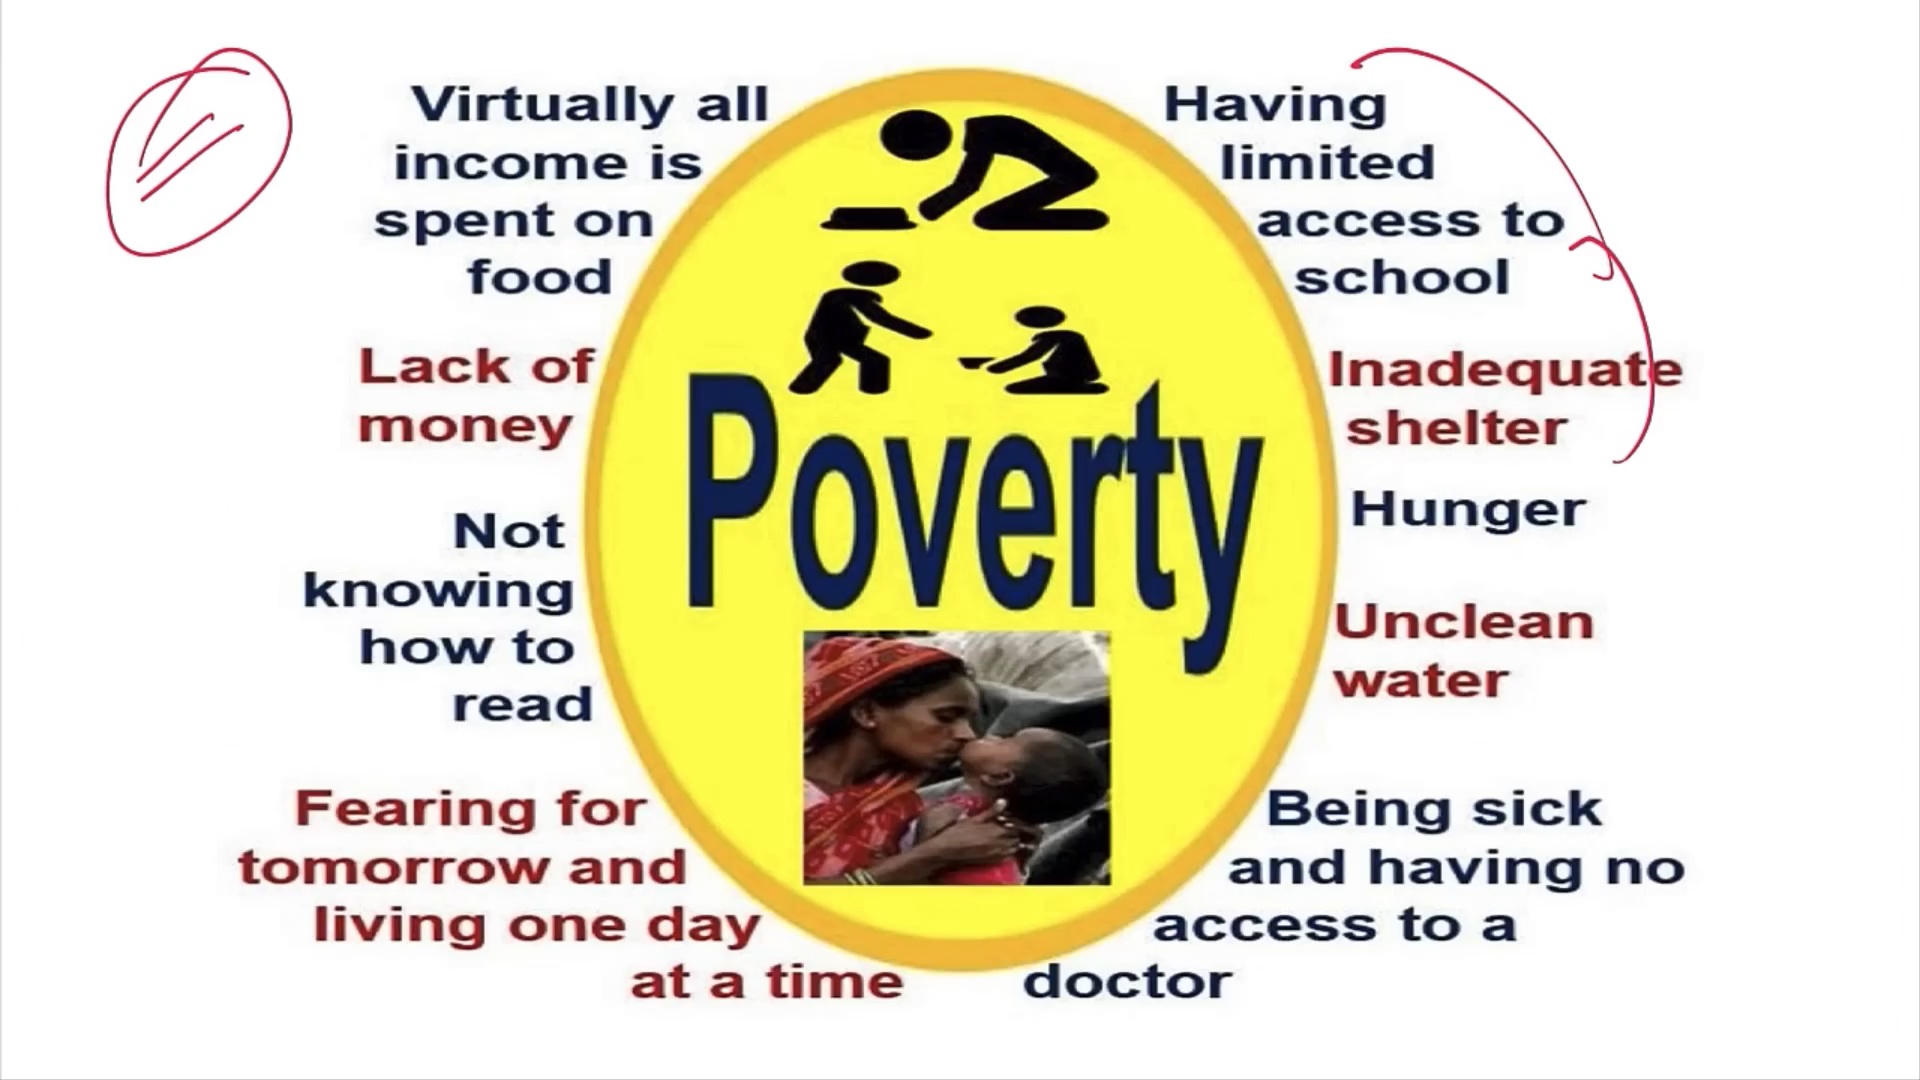 Virtually all
income is
spent on
food
Lack of
money
Not
knowing
how to
read
Fearing for
tomorrow and
living one day
at a time
Poverty
Having
limited
access to
school
Inadequate
shelter
Hunger
Unclean
water
Being sick
and having no
access to a
doctor